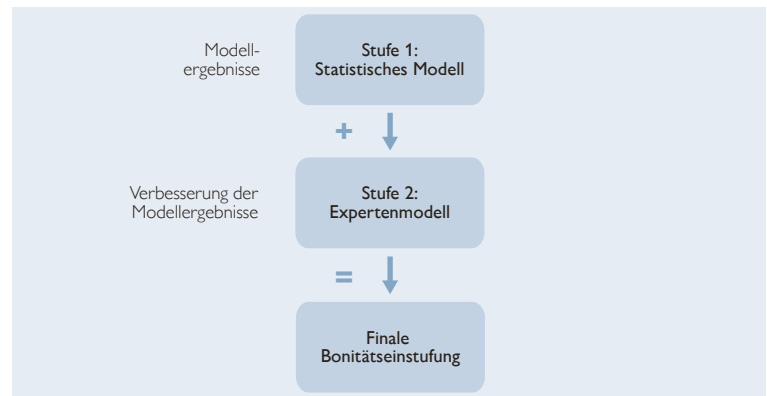 Modell-
ergebnisse
Stufe 1:
Statistisches Modell
+
Verbesserung der
Modellergebnisse
Stufe 2:
Expertenmodell
=
Finale
Bonitätseinstufung